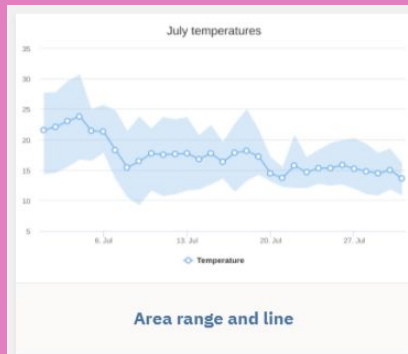 July temperatures
35
30
25
20
15
10
5
6. Jul
13. Jul
20. Jul
27. Jul
Temperature
Area range and line